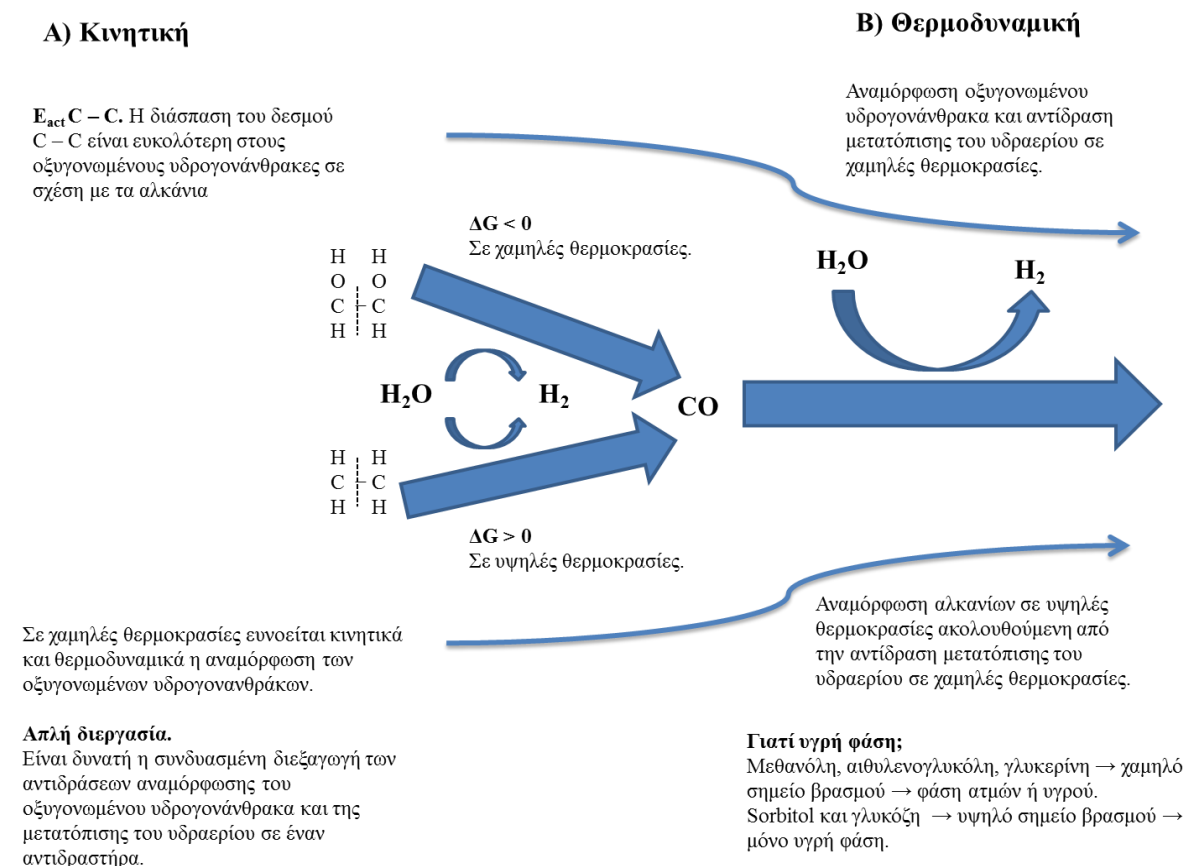 Α) Κινητική
Β) Θερμοδυναμική
E_act C – C. Η διάσπαση του δεσμού
C – C είναι ευκολότερη στους
οξυγονωμένους υδρογονάνθρακες σε
σχέση με τα αλκάνια
Αναμόρφωση οξυγονωμένου
υδρογονάνθρακα και αντίδραση
μετατόπισης του υδραερίου σε
χαμηλές θερμοκρασίες.
ΔG < 0
Σε χαμηλές θερμοκρασίες.
H H
O O
C – C
H H
H₂O
H₂
H₂O
H₂
CO
H H
C – C
H H
ΔG > 0
Σε υψηλές θερμοκρασίες.
Σε χαμηλές θερμοκρασίες ευνοείται κινητικά
και θερμοδυναμικά η αναμόρφωση των
οξυγονωμένων υδρογονανθράκων.
Αναμόρφωση αλκανίων σε υψηλές
θερμοκρασίες ακολουθούμενη από
την αντίδραση μετατόπισης του
υδραερίου σε χαμηλές θερμοκρασίες.
Απλή διεργασία.
Είναι δυνατή η συνδυασμένη διεξαγωγή των
αντιδράσεων αναμόρφωσης του
οξυγονωμένου υδρογονάνθρακα και της
μετατόπισης του υδραερίου σε έναν
αντιδραστήρα.
Γιατί υγρή φάση;
Μεθανόλη, αιθυλενογλυκόλη, γλυκερίνη → χαμηλό
σημείο βρασμού → φάση ατμών ή υγρού.
Sorbitol και γλυκόζη → υψηλό σημείο βρασμού →
μόνο υγρή φάση.